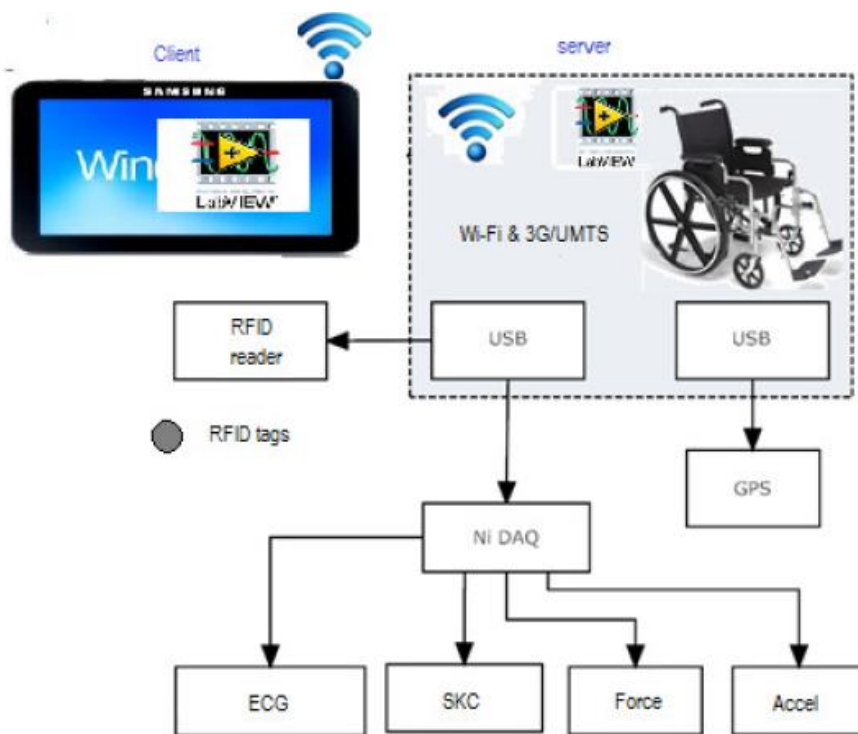 Client
server
SAMSUNG
Wind
LabVIEW
LabVIEW
Wi-Fi & 3G/UMTS
RFID
reader
USB
USB
RFID tags
GPS
Ni DAQ
ECG
SKC
Force
Accel